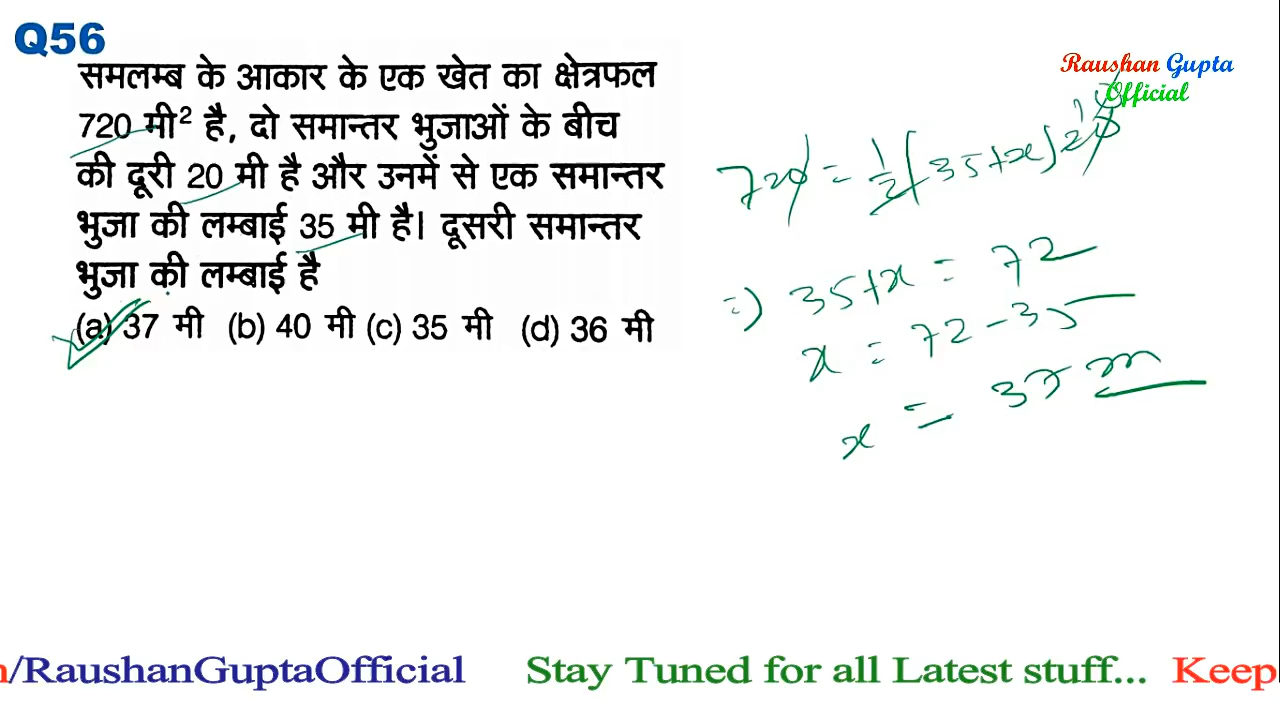 Q56
समलम्ब के आकार के एक खेत का क्षेत्रफल
720 मी² है, दो समान्तर भुजाओं के बीच
की दूरी 20 मी है और उनमें से एक समान्तर
भुजा की लम्बाई 35 मी है। दूसरी समान्तर
भुजा की लम्बाई है
(a) 37 मी (b) 40 मी (c) 35 मी (d) 36 मी
Raushan Gupta
Official
720 = 1/2 (35+x) 20
=) 35+x = 72
x = 72-35
x = 37 m
/RaushanGuptaOfficial Stay Tuned for all Latest stuff... Keep